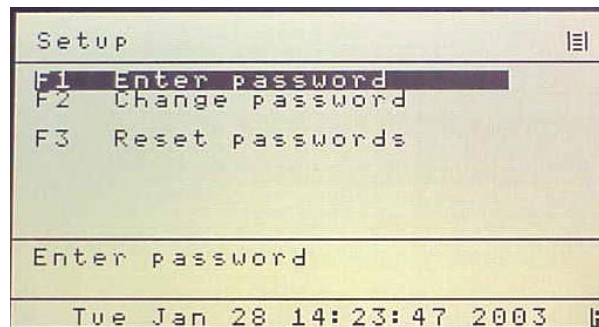 Setup
F1 Enter password
F2 Change password
F3 Reset passwords
Enter password
Tue Jan 28 14:23:47 2003